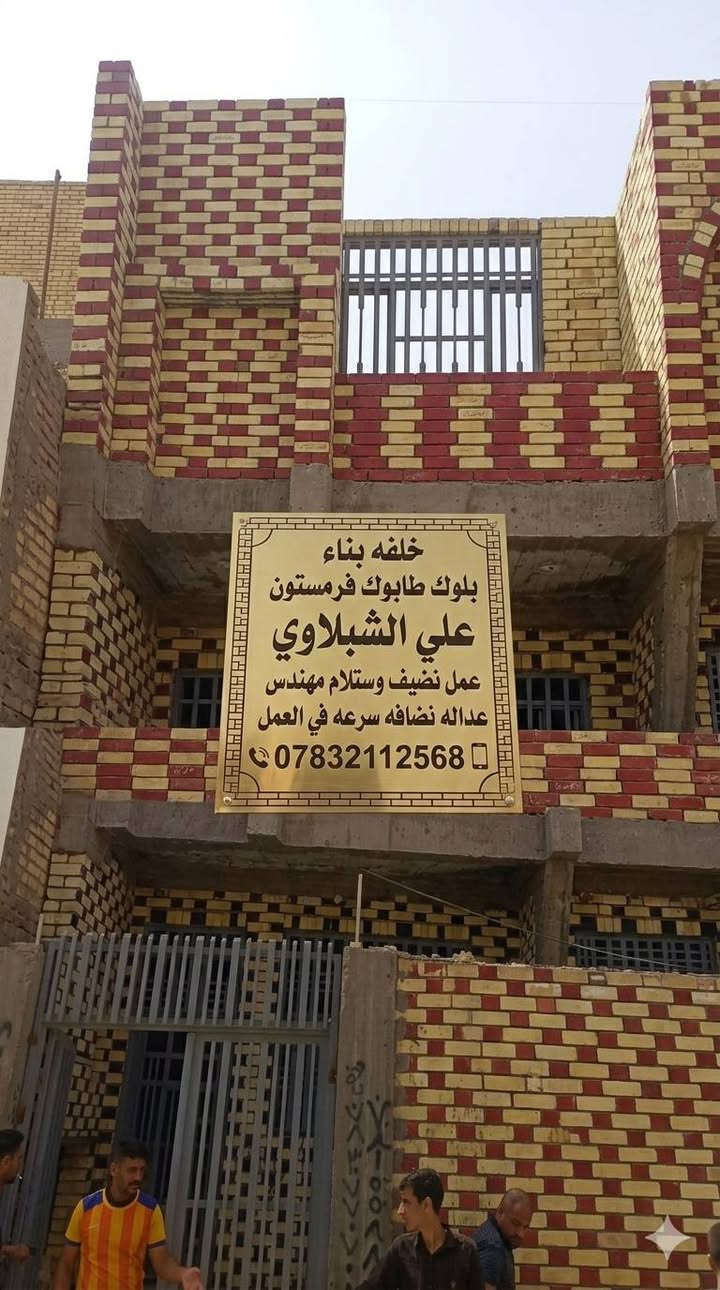 خلفه بناء
بلوك طابوك فرمستون
علي الشبلاوي
عمل نضيف وستلام مهندس
عداله نضافه سرعه في العمل
07832112568